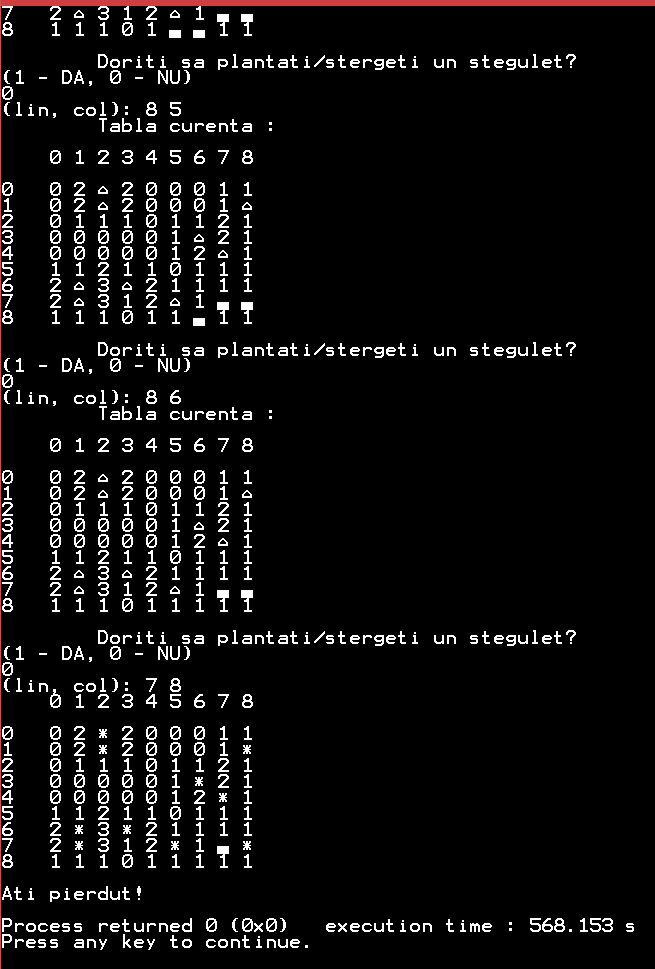 7   2 ⌂ 3 1 2 ⌂ 1 ▄ ▄
8   1 1 1 0 1 ▄ ▄ 1 1
Doriti sa plantati/stergeti un stegulet?
(1 - DA, 0 - NU)
0
(lin, col): 8 5
Tabla curenta :
0 1 2 3 4 5 6 7 8
0   0 2 ⌂ 2 0 0 0 1 1
1   0 2 ⌂ 2 0 0 0 1 ⌂
2   0 1 1 1 0 1 1 2 1
3   0 0 0 0 0 1 ⌂ 2 1
4   0 0 0 0 0 1 2 ⌂ 1
5   1 1 2 1 1 0 1 1 1
6   2 ⌂ 3 ⌂ 2 1 1 1 1
7   2 ⌂ 3 1 2 ⌂ 1 ▄ ▄
8   1 1 1 0 1 1 ▄ 1 1
Doriti sa plantati/stergeti un stegulet?
(1 - DA, 0 - NU)
0
(lin, col): 8 6
Tabla curenta :
0 1 2 3 4 5 6 7 8
0   0 2 ⌂ 2 0 0 0 1 1
1   0 2 ⌂ 2 0 0 0 1 ⌂
2   0 1 1 1 0 1 1 2 1
3   0 0 0 0 0 1 ⌂ 2 1
4   0 0 0 0 0 1 2 ⌂ 1
5   1 1 2 1 1 0 1 1 1
6   2 ⌂ 3 ⌂ 2 1 1 1 1
7   2 ⌂ 3 1 2 ⌂ 1 ▄ ▄
8   1 1 1 0 1 1 1 1 1
Doriti sa plantati/stergeti un stegulet?
(1 - DA, 0 - NU)
0
(lin, col): 7 8
0 1 2 3 4 5 6 7 8
0   0 2 * 2 0 0 0 1 1
1   0 2 * 2 0 0 0 1 *
2   0 1 1 1 0 1 1 2 1
3   0 0 0 0 0 1 * 2 1
4   0 0 0 0 0 1 2 * 1
5   1 1 2 1 1 0 1 1 1
6   2 * 3 * 2 1 1 1 1
7   2 * 3 1 2 * 1 ▄ *
8   1 1 1 0 1 1 1 1 1
Ati pierdut!
Process returned 0 (0x0)   execution time : 568.153 s
Press any key to continue.